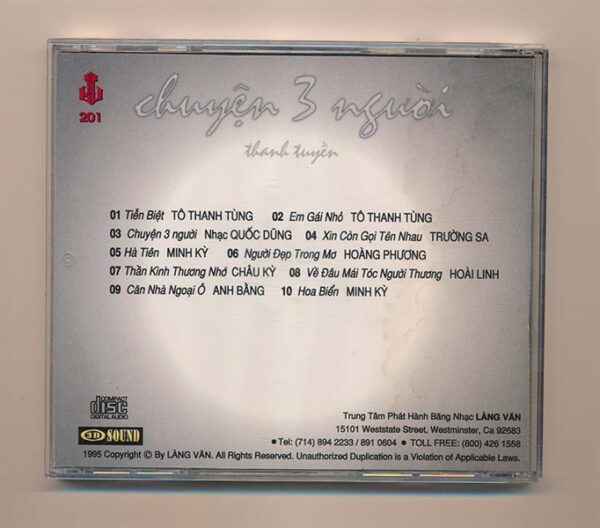 201
chuyện 3 người
thanh tuyền
01 Tiễn Biệt TÔ THANH TÙNG 02 Em Gái Nhỏ TÔ THANH TÙNG
03 Chuyện 3 người Nhạc QUỐC DŨNG 04 Xin Còn Gọi Tên Nhau TRƯỜNG SA
05 Hà Tiên MINH KỲ 06 Người Đẹp Trong Mơ HOÀNG PHƯƠNG
07 Thần Kinh Thương Nhớ CHÂU KỲ 08 Về Đâu Mái Tóc Người Thương HOÀI LINH
09 Căn Nhà Ngoại Ô ANH BẰNG 10 Hoa Biển MINH KỲ
COMPACT
disc
DIGITAL AUDIO
3D SOUND
Trung Tâm Phát Hành Băng Nhạc LÀNG VĂN
15101 Weststate Street, Westminster, Ca 92683
● Tel: (714) 894 2233 / 891 0604 ● TOLL FREE: (800) 426 1558
1995 Copyright © By LÀNG VĂN. All Rights Reserved. Unauthorized Duplication is a Violation of Applicable Laws.